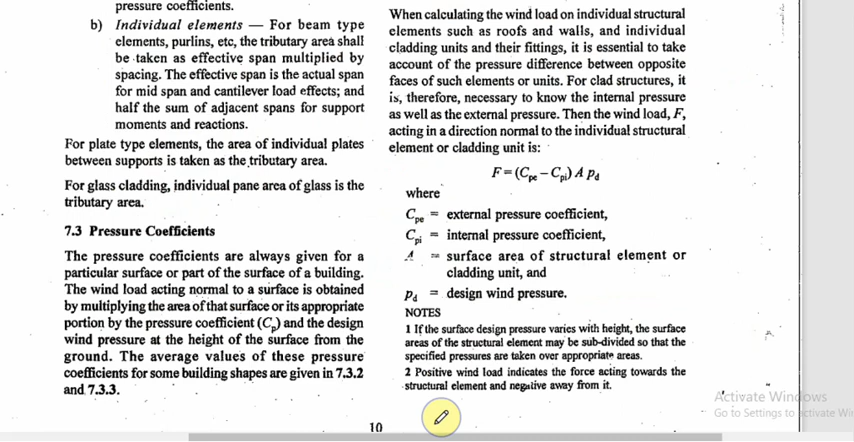 pressure coefficients.
b) Individual elements — For beam type
elements, purlins, etc, the tributary area shall
be taken as effective span multiplied by
spacing. The effective span is the actual span
for mid span and cantilever load effects; and
half the sum of adjacent spans for support
moments and reactions.
For plate type elements, the area of individual plates
between supports is taken as the tributary area.
For glass cladding, individual pane area of glass is the
tributary area.
7.3 Pressure Coefficients
The pressure coefficients are always given for a
particular surface or part of the surface of a building.
The wind load acting normal to a surface is obtained
by multiplying the area of that surface or its appropriate
portion by the pressure coefficient (Cp) and the design
wind pressure at the height of the surface from the
ground. The average values of these pressure
coefficients for some building shapes are given in 7.3.2
and 7.3.3.
When calculating the wind load on individual structural
elements such as roofs and walls, and individual
cladding units and their fittings, it is essential to take
account of the pressure difference between opposite
faces of such elements or units. For clad structures, it
is, therefore, necessary to know the internal pressure
as well as the external pressure. Then the wind load, F,
acting in a direction normal to the individual structural
element or cladding unit is:
F = (Cpe – Cpi) A pd
where
Cpe = external pressure coefficient,
Cpi = internal pressure coefficient,
A = surface area of structural element or
cladding unit, and
pd = design wind pressure.
NOTES
1 If the surface design pressure varies with height, the surface
areas of the structural element may be sub-divided so that the
specified pressures are taken over appropriate areas.
2 Positive wind load indicates the force acting towards the
structural element and negative away from it.
10
Activate Windows
Go to Settings to activate Wi